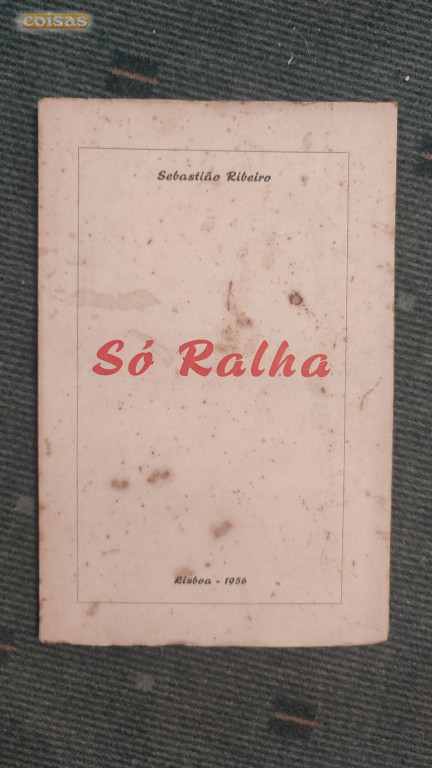 coisas
Sebastião Ribeiro
Só Ralha
Lisboa - 1956